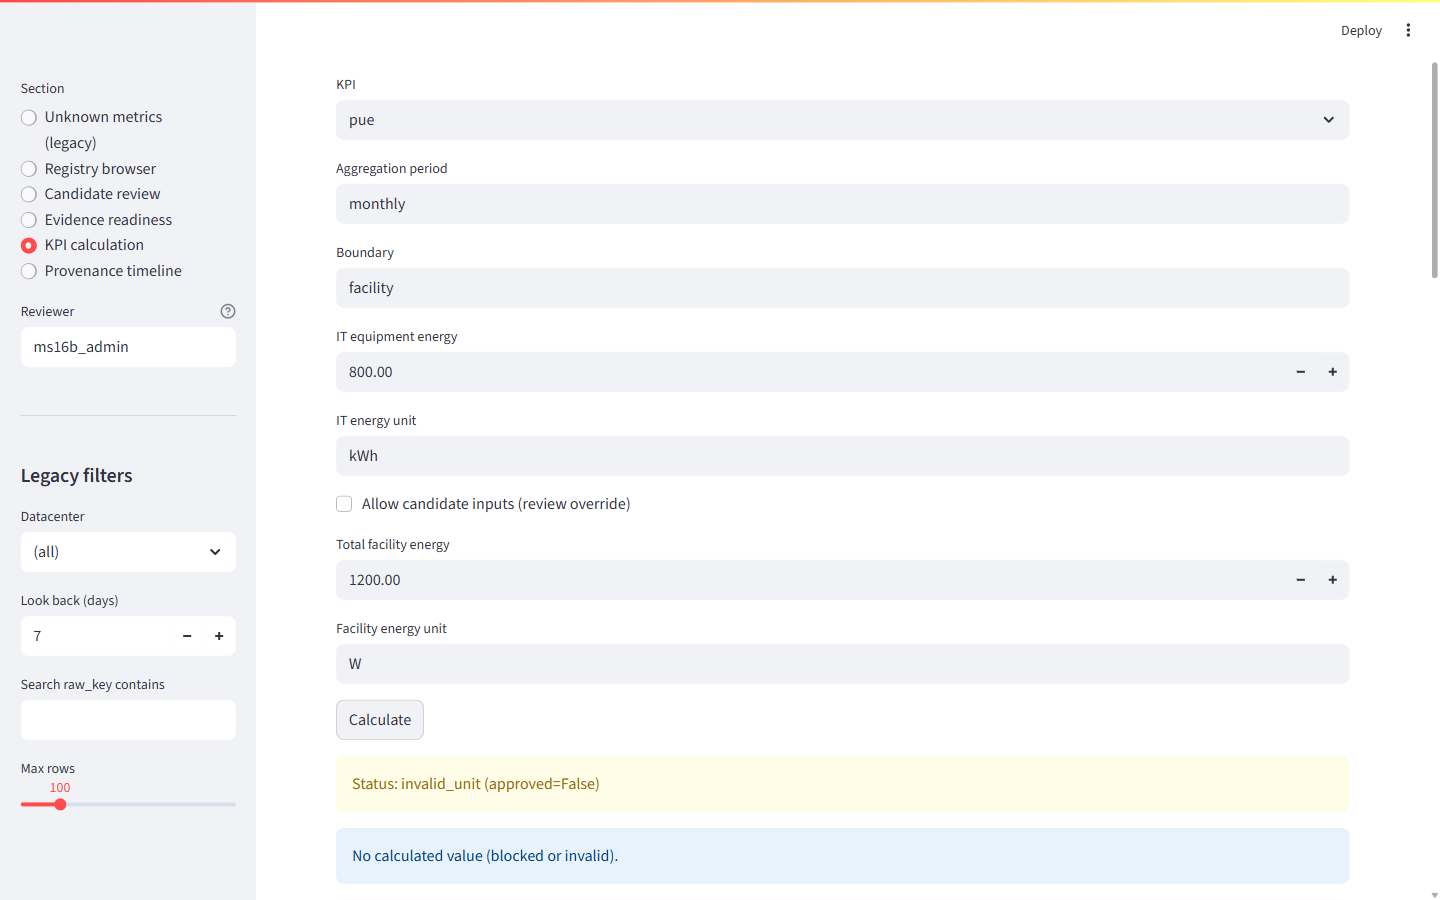 Deploy
Section
Unknown metrics
(legacy)
Registry browser
Candidate review
Evidence readiness
KPI calculation
Provenance timeline
Reviewer
ms16b_admin
Legacy filters
Datacenter
(all)
Look back (days)
7
Search raw_key contains
Max rows
100
KPI
pue
Aggregation period
monthly
Boundary
facility
IT equipment energy
800.00
IT energy unit
kWh
Allow candidate inputs (review override)
Total facility energy
1200.00
Facility energy unit
W
Calculate
Status: invalid_unit (approved=False)
No calculated value (blocked or invalid).